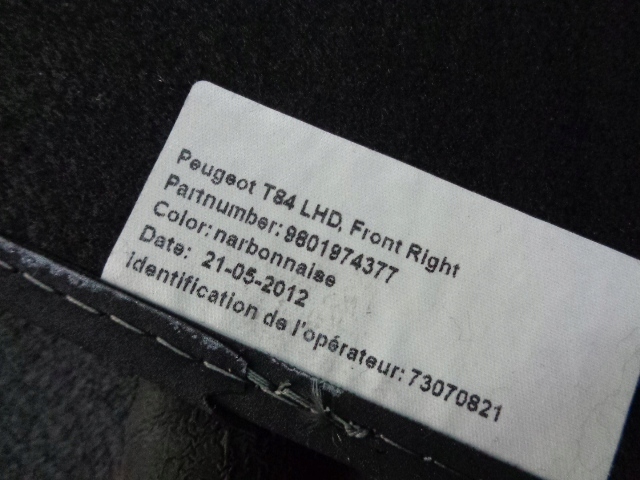 Peugeot T84 LHD, Front Right
Partnumber: 9801974377
Color: narbonnaise
Date: 21-05-2012
Identification de l'opérateur: 73070821